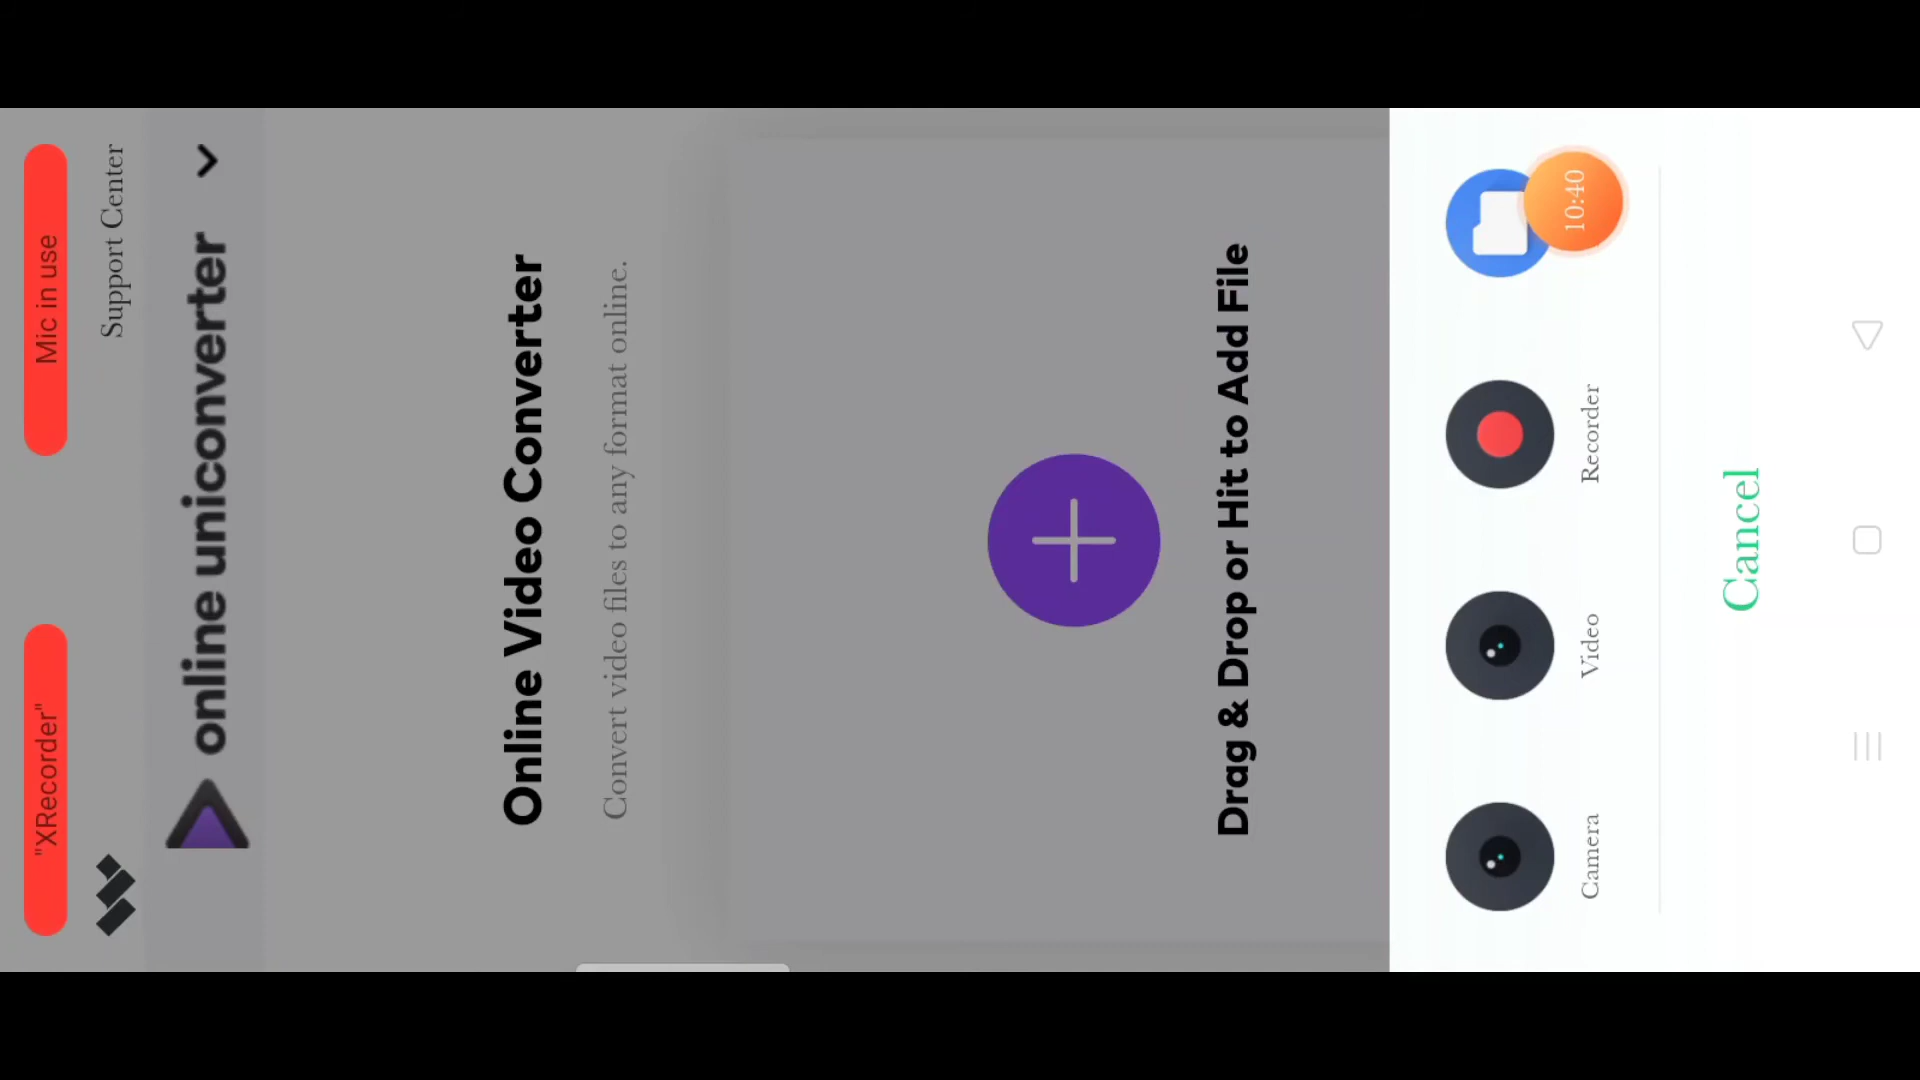 "XRecorder" Mic in use
Support Center
online uniconverter
Online Video Converter
Convert video files to any format online.
Drag & Drop or Hit to Add File
10:40
Camera Video Recorder
Cancel